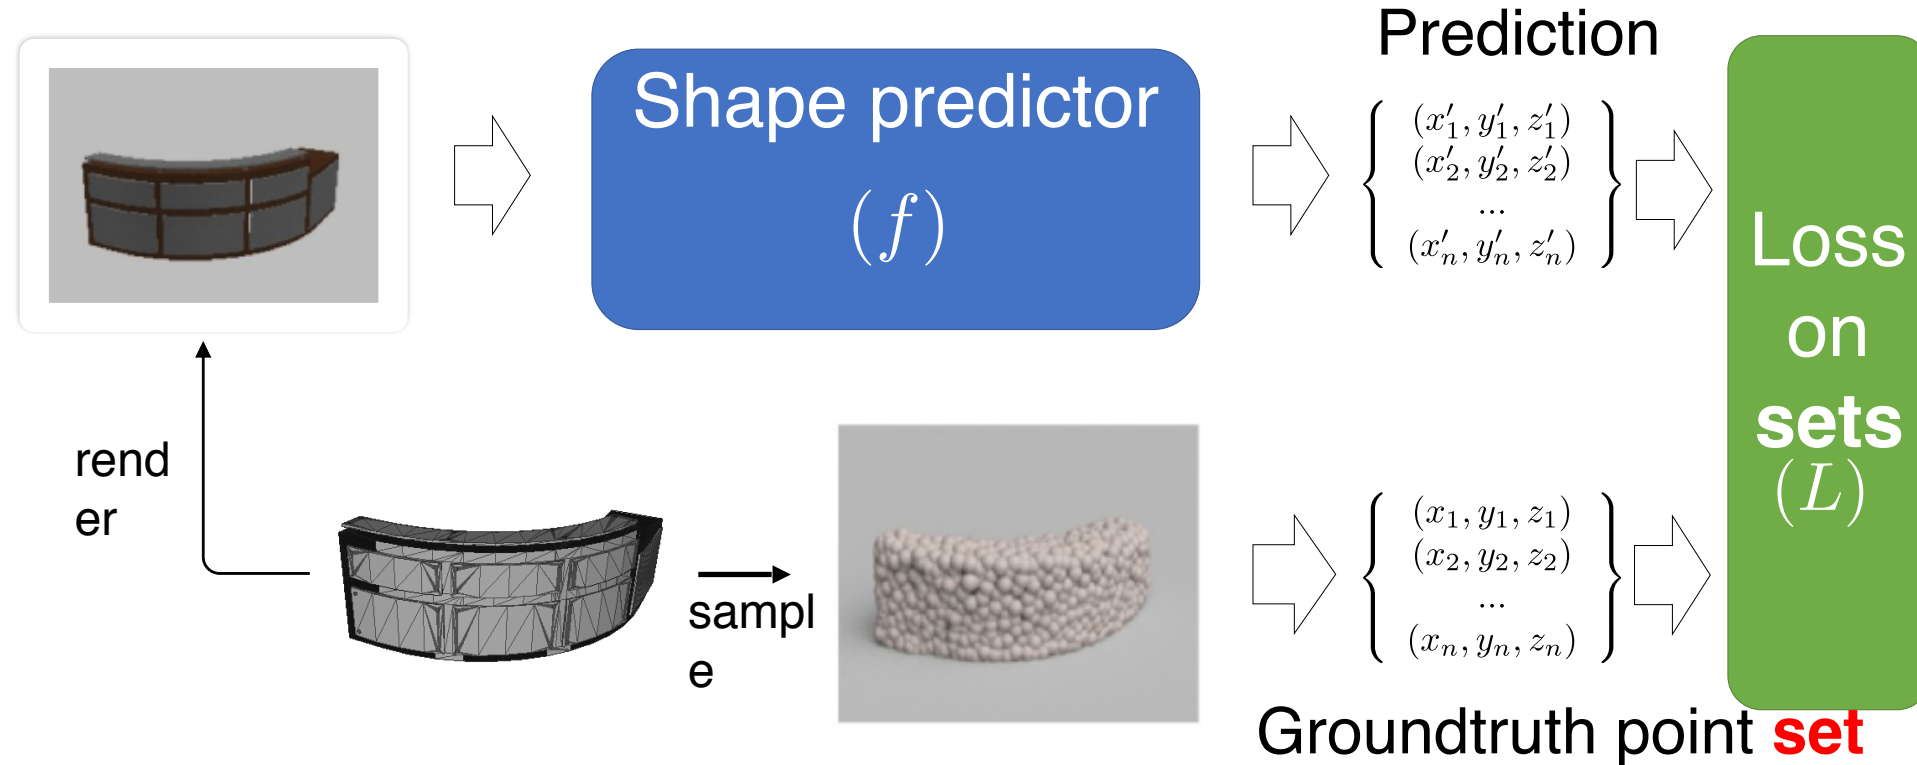 Prediction
Shape predictor
(f)
(x′₁, y′₁, z′₁)
(x′₂, y′₂, z′₂)
...
(x′ₙ, y′ₙ, z′ₙ)
Loss
on
sets
(L)
rend
er
sampl
e
(x₁, y₁, z₁)
(x₂, y₂, z₂)
...
(xₙ, yₙ, zₙ)
Groundtruth point set